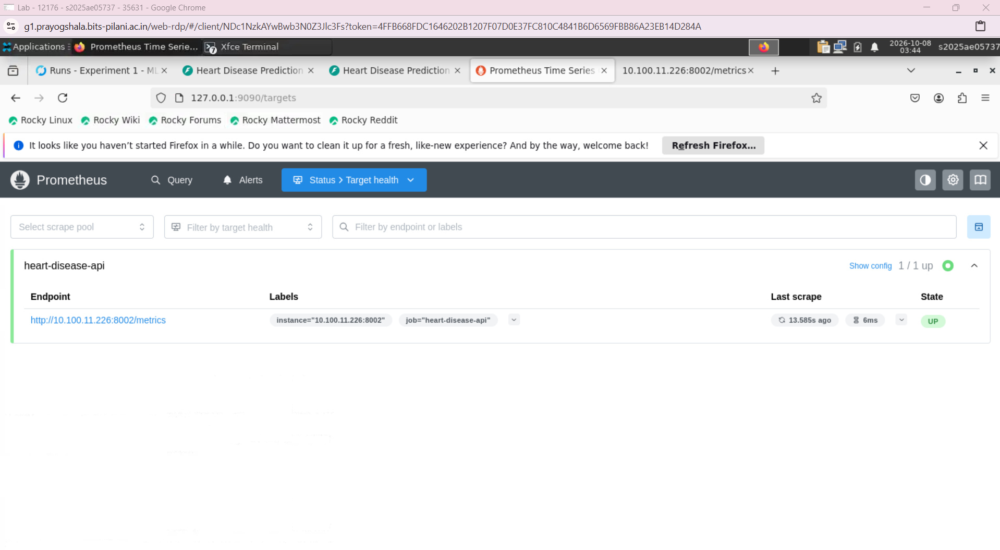 Lab - 12176 - s2025ae05737 - 35631 - Google Chrome
g1.prayogshala.bits-pilani.ac.in/web-rdp/#/client/NDc1NzkAYwBwb3N0Z3Jlc3Fs?token=4FFB668FDC1646202B1207F07D0E37FC810C4841B6D6569FBB86A23EB14D284A
Applications Prometheus Time Serie... 7 Xfce Terminal 2026-10-08 03:44 s2025ae05737
Runs - Experiment 1 - ML Heart Disease Prediction Heart Disease Prediction Prometheus Time Series 10.100.11.226:8002/metrics
127.0.0.1:9090/targets
Rocky Linux Rocky Wiki Rocky Forums Rocky Mattermost Rocky Reddit
It looks like you haven’t started Firefox in a while. Do you want to clean it up for a fresh, like-new experience? And by the way, welcome back! Refresh Firefox...
Prometheus Query Alerts Status > Target health
Select scrape pool Filter by target health Filter by endpoint or labels
heart-disease-api Show config 1 / 1 up
Endpoint Labels Last scrape State
http://10.100.11.226:8002/metrics instance="10.100.11.226:8002" job="heart-disease-api" 13.585s ago 6ms UP